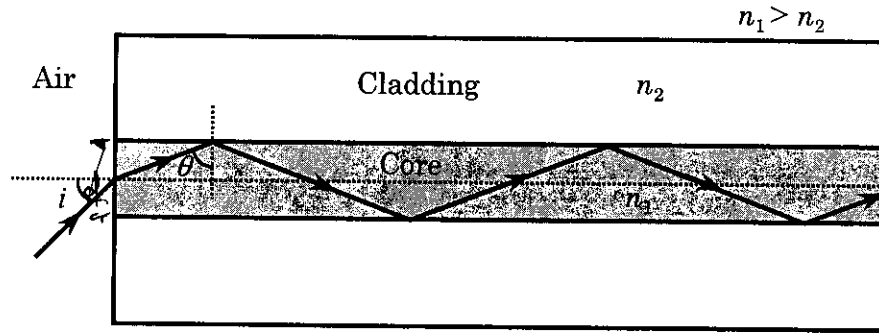 n₁ > n₂
Air Cladding n₂
θ Core
i n₁